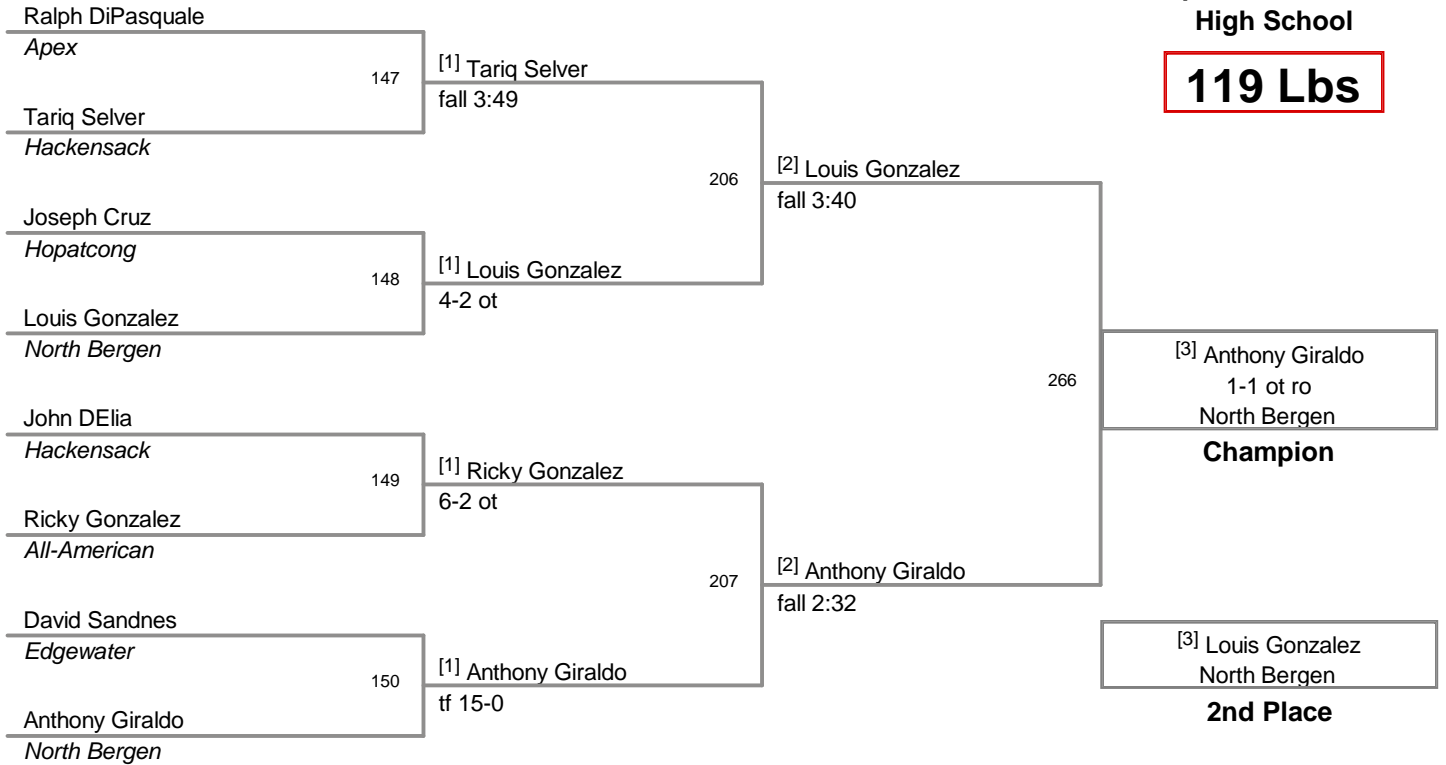 High School
119 Lbs
Ralph DiPasquale
Apex
147
Tariq Selver
Hackensack
[1] Tariq Selver
fall 3:49
Joseph Cruz
Hopatcong
148
Louis Gonzalez
North Bergen
[1] Louis Gonzalez
4-2 ot
206
[2] Louis Gonzalez
fall 3:40
John DElia
Hackensack
149
Ricky Gonzalez
All-American
[1] Ricky Gonzalez
6-2 ot
David Sandnes
Edgewater
150
Anthony Giraldo
North Bergen
[1] Anthony Giraldo
tf 15-0
207
[2] Anthony Giraldo
fall 2:32
266
[3] Anthony Giraldo
1-1 ot ro
North Bergen
Champion
[3] Louis Gonzalez
North Bergen
2nd Place